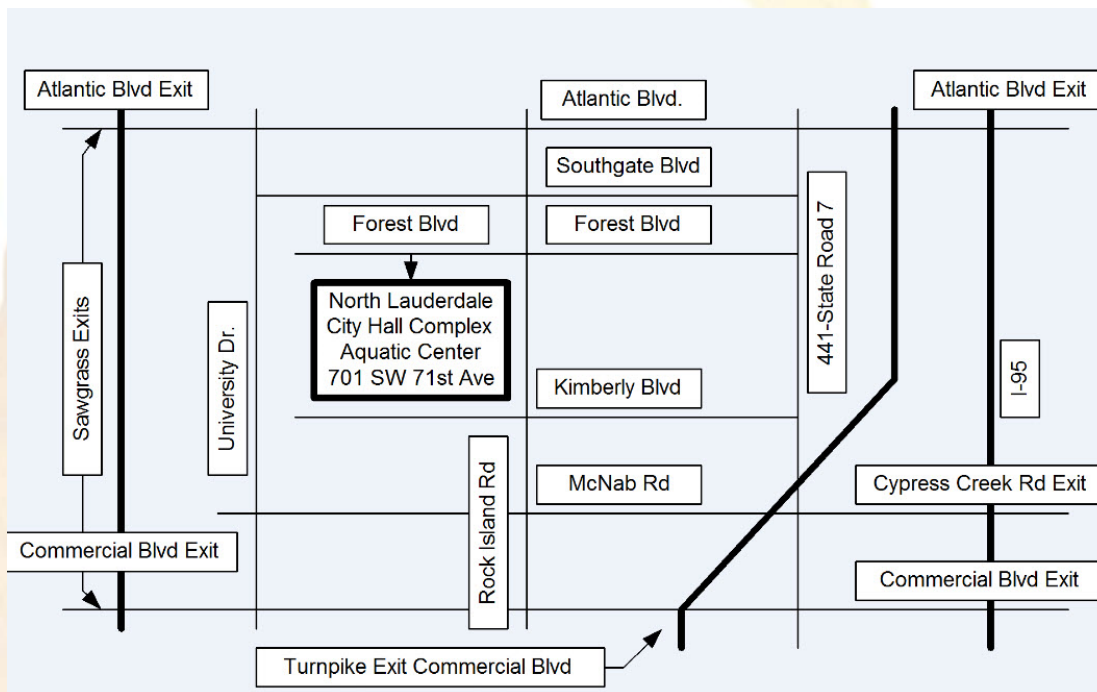 Atlantic Blvd Exit
Atlantic Blvd.
Atlantic Blvd Exit
Southgate Blvd
Forest Blvd
Forest Blvd
441-State Road 7
Sawgrass Exits
University Dr.
North Lauderdale
City Hall Complex
Aquatic Center
701 SW 71st Ave
Kimberly Blvd
I-95
Rock Island Rd
McNab Rd
Cypress Creek Rd Exit
Commercial Blvd Exit
Commercial Blvd Exit
Turnpike Exit Commercial Blvd